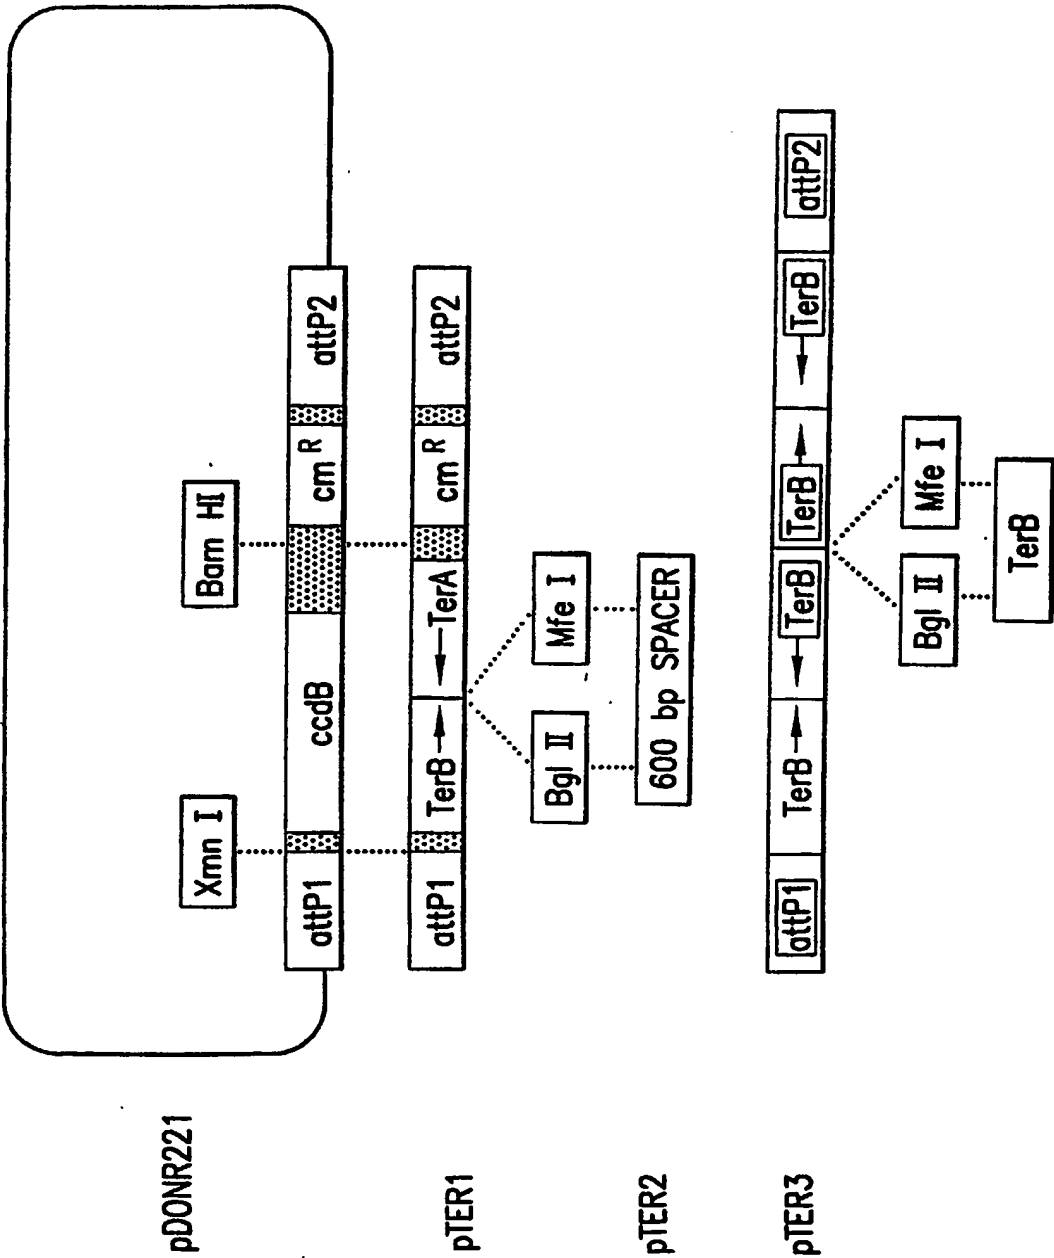 pDONR221
Xmn I
Bam HI
attP1
ccdB
cm R
attP2
pTER1
attP1
TerB
TerA
cm R
attP2
Bgl II
Mfe I
pTER2
600 bp SPACER
pTER3
attP1
TerB
TerB
TerB
TerB
attP2
Bgl II
Mfe I
TerB